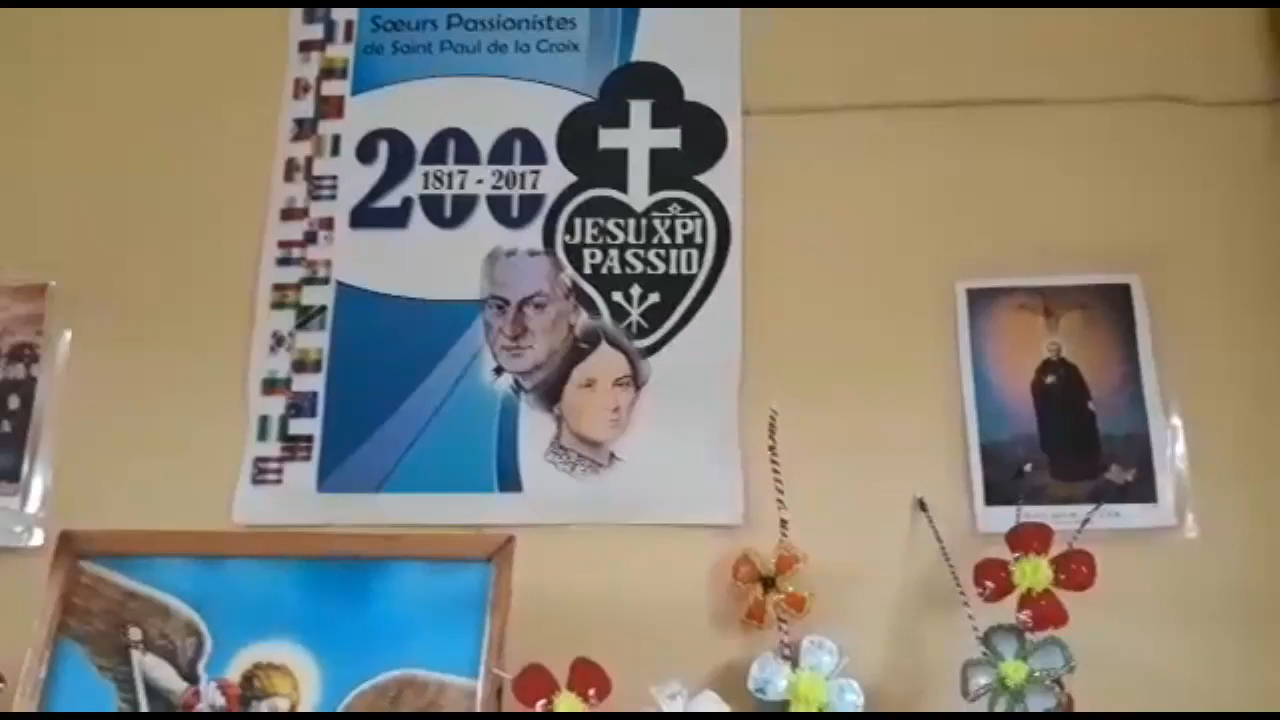 Sœurs Passionistes
de Saint Paul de la Croix
200
1817 - 2017
JESU XPI
PASSIO